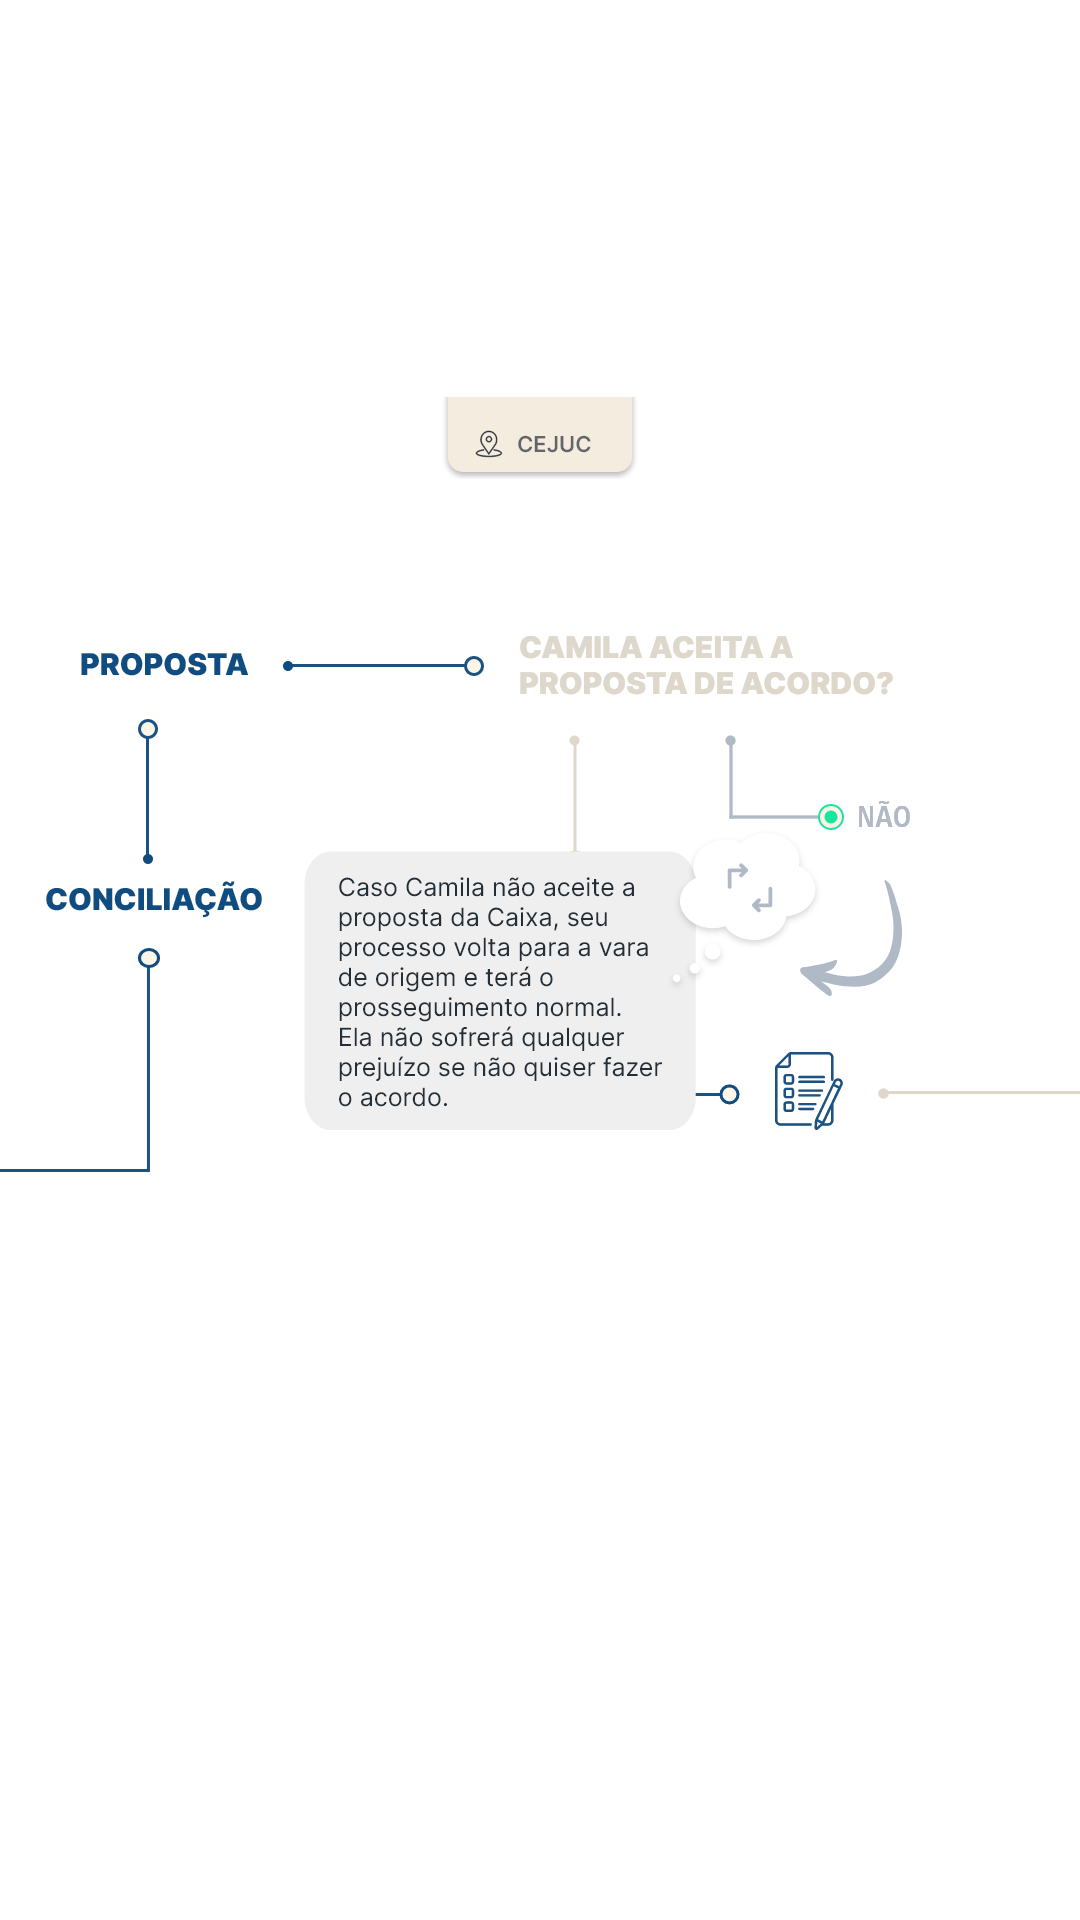 CEJUC
PROPOSTA
CAMILA ACEITA A
PROPOSTA DE ACORDO?
NÃO
CONCILIAÇÃO
Caso Camila não aceite a
proposta da Caixa, seu
processo volta para a vara
de origem e terá o
prosseguimento normal.
Ela não sofrerá qualquer
prejuízo se não quiser fazer
o acordo.